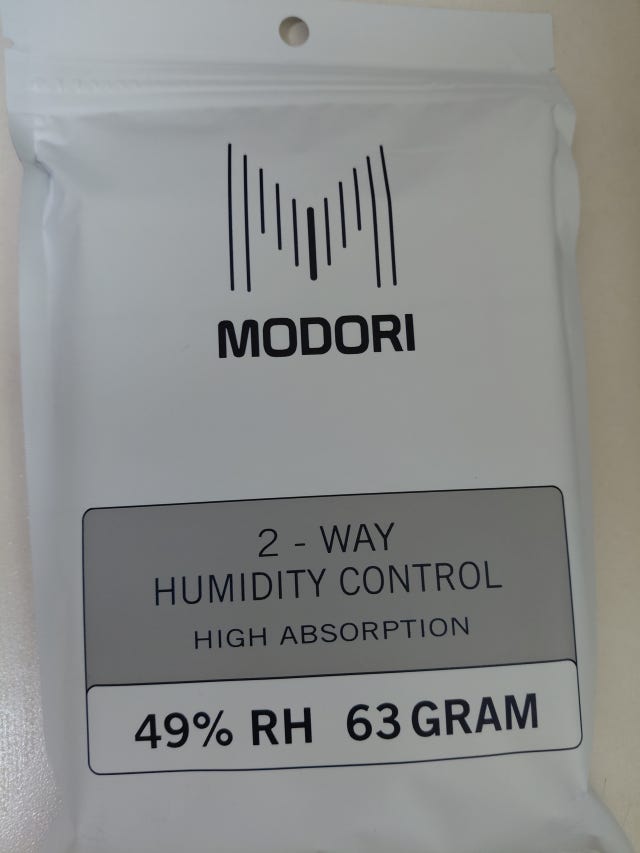 MODORI
2 - WAY
HUMIDITY CONTROL
HIGH ABSORPTION
49% RH 63 GRAM